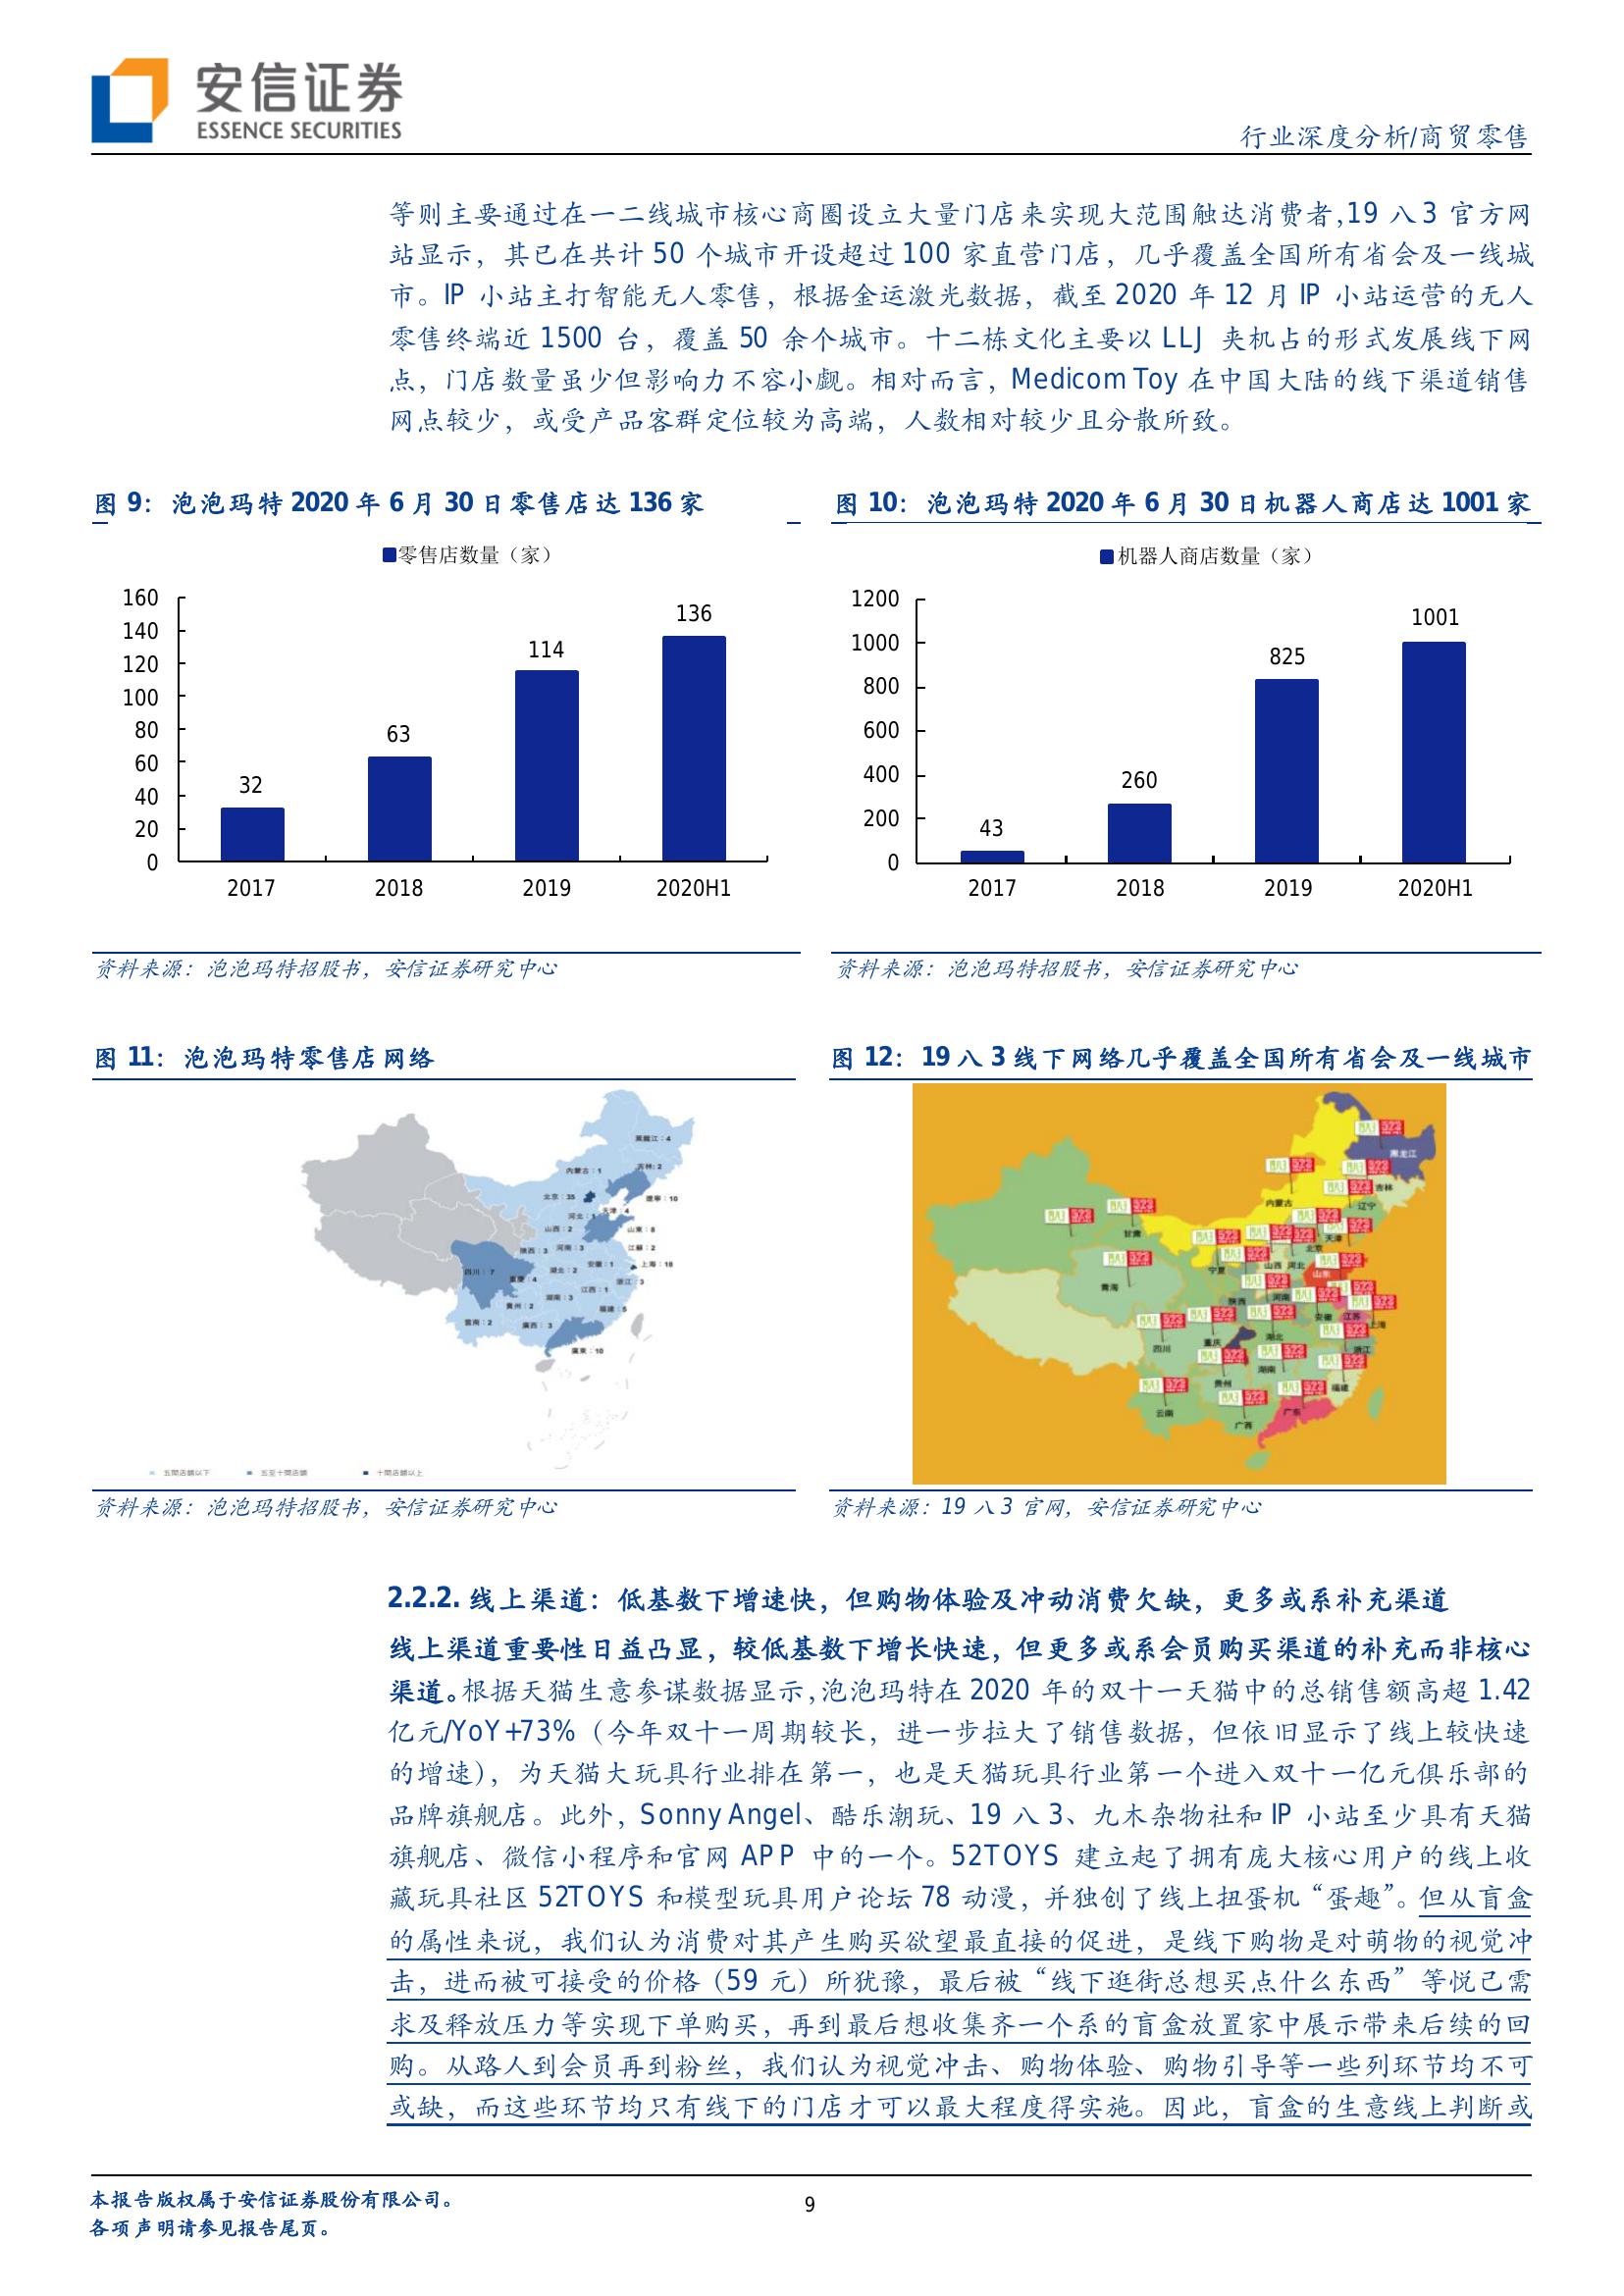 安信证券
ESSENCE SECURITIES
行业深度分析/商贸零售
等则主要通过在一二线城市核心商圈设立大量门店来实现大范围触达消费者,19 八 3 官方网
站显示，其已在共计 50 个城市开设超过 100 家直营门店，几乎覆盖全国所有省会及一线城
市。IP 小站主打智能无人零售，根据金运激光数据，截至 2020 年 12 月 IP 小站运营的无人
零售终端近 1500 台，覆盖 50 余个城市。十二栋文化主要以 LLJ 夹机占的形式发展线下网
点，门店数量虽少但影响力不容小觑。相对而言，Medicom Toy 在中国大陆的线下渠道销售
网点较少，或受产品客群定位较为高端，人数相对较少且分散所致。
图 9：泡泡玛特 2020 年 6 月 30 日零售店达 136 家
零售店数量（家）
160
140
120
100
80
60
40
20
0
32
63
114
136
2017
2018
2019
2020H1
资料来源：泡泡玛特招股书，安信证券研究中心
图 10：泡泡玛特 2020 年 6 月 30 日机器人商店达 1001 家
机器人商店数量（家）
1200
1000
800
600
400
200
0
43
260
825
1001
2017
2018
2019
2020H1
资料来源：泡泡玛特招股书，安信证券研究中心
图 11：泡泡玛特零售店网络
黑龍江：4
吉林：2
內蒙古：1
北京：35
遼寧：10
天津：4
河北：1
山西：2
山東：8
陝西：3
河南：3
江蘇：2
安徽：1
上海：18
四川：7
重慶：4
湖北：2
浙江：3
江西：1
湖南：3
貴州：2
福建：5
雲南：2
廣西：3
廣東：10
五間店舖以下
五至十間店舖
十間店舖以上
资料来源：泡泡玛特招股书，安信证券研究中心
图 12：19 八 3 线下网络几乎覆盖全国所有省会及一线城市
黑龙江
吉林
内蒙古
辽宁
甘肃
天津
北京
宁夏
山西
河北
山东
青海
陕西
河南
安徽
江苏
上海
四川
重庆
湖北
浙江
湖南
贵州
福建
云南
广西
广东
资料来源：19 八 3 官网，安信证券研究中心
2.2.2. 线上渠道：低基数下增速快，但购物体验及冲动消费欠缺，更多或系补充渠道
线上渠道重要性日益凸显，较低基数下增长快速，但更多或系会员购买渠道的补充而非核心
渠道。根据天猫生意参谋数据显示,泡泡玛特在 2020 年的双十一天猫中的总销售额高超 1.42
亿元/YoY+73%（今年双十一周期较长，进一步拉大了销售数据，但依旧显示了线上较快速
的增速），为天猫大玩具行业排在第一，也是天猫玩具行业第一个进入双十一亿元俱乐部的
品牌旗舰店。此外，Sonny Angel、酷乐潮玩、19 八 3、九木杂物社和 IP 小站至少具有天猫
旗舰店、微信小程序和官网 APP 中的一个。52TOYS 建立起了拥有庞大核心用户的线上收
藏玩具社区 52TOYS 和模型玩具用户论坛 78 动漫，并独创了线上扭蛋机“蛋趣”。但从盲盒
的属性来说，我们认为消费对其产生购买欲望最直接的促进，是线下购物是对萌物的视觉冲
击，进而被可接受的价格（59 元）所犹豫，最后被“线下逛街总想买点什么东西”等悦己需
求及释放压力等实现下单购买，再到最后想收集齐一个系的盲盒放置家中展示带来后续的回
购。从路人到会员再到粉丝，我们认为视觉冲击、购物体验、购物引导等一些列环节均不可
或缺，而这些环节均只有线下的门店才可以最大程度得实施。因此，盲盒的生意线上判断或
本报告版权属于安信证券股份有限公司。
各项声明请参见报告尾页。
9